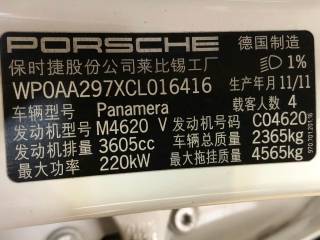 PORSCHE 德国制造
保时捷股份公司莱比锡工厂 1%
WP0AA297XCL016416 生产年月11/11
车辆型号 Panamera 载客人数 4
发动机型号 M4620 V 发动机号码 C04620
发动机排量 3605cc 车辆总质量 2365kg
最大功率 220kW 最大拖挂质量 4565kg